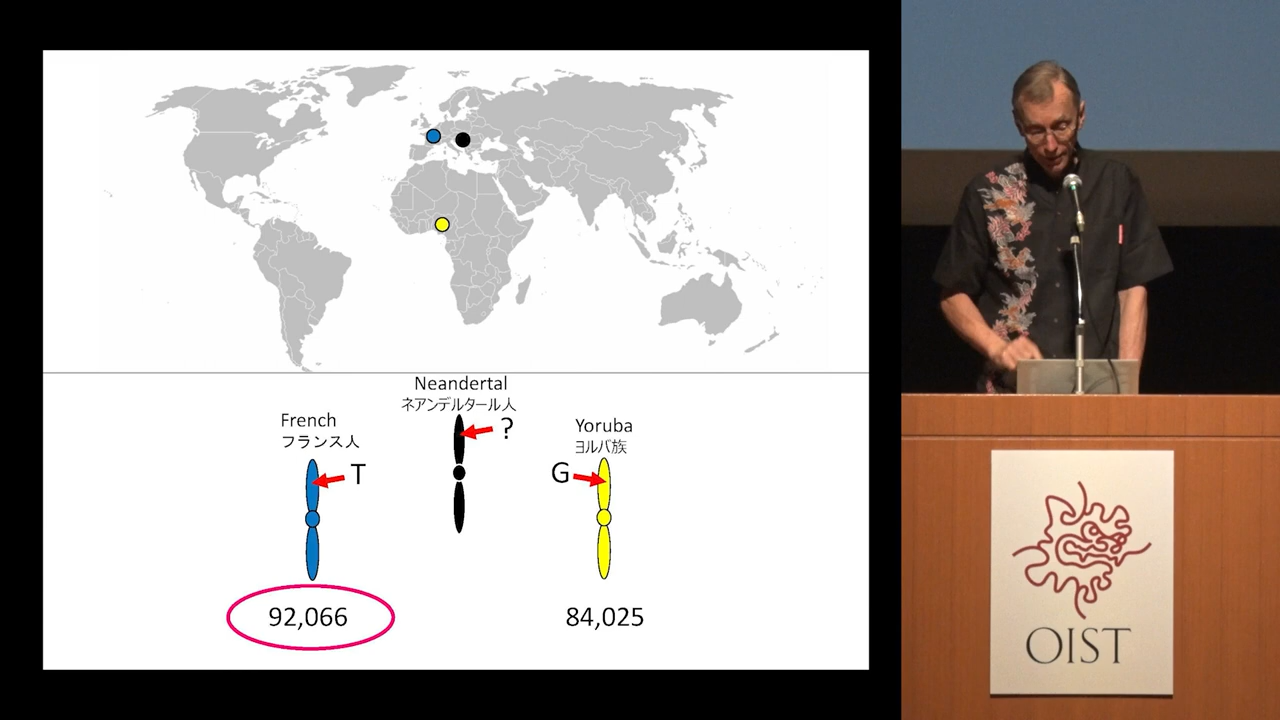 Neandertal
ネアンデルタール人
?
French
フランス人
T
Yoruba
ヨルバ族
G
92,066
84,025
OIST